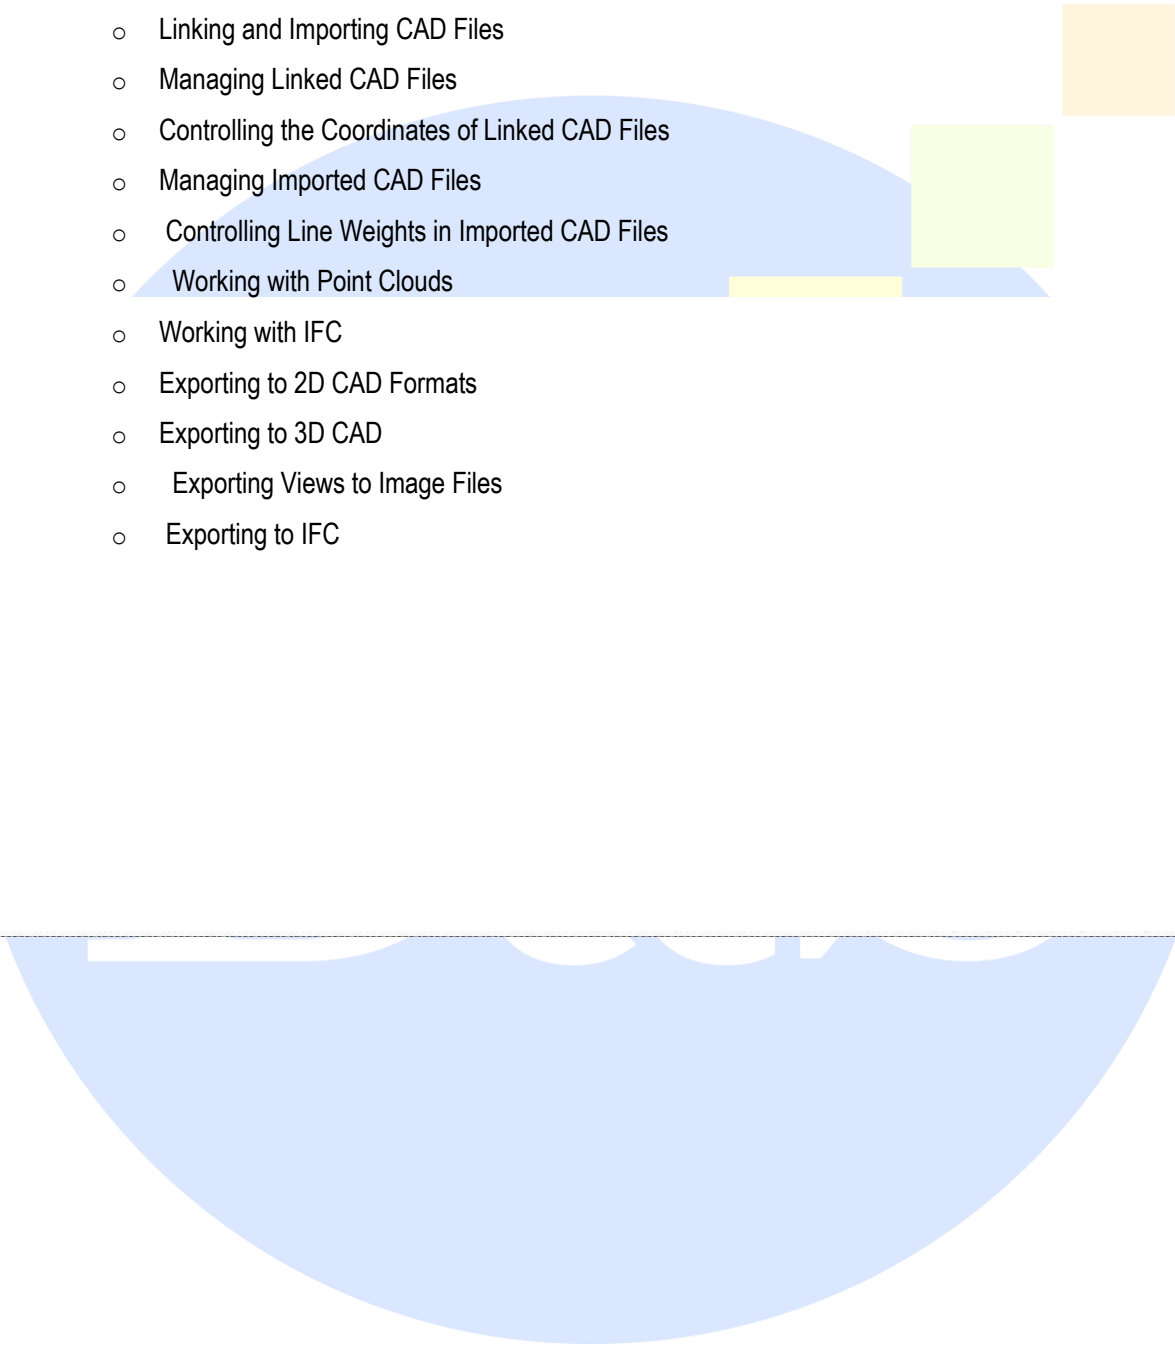 o Linking and Importing CAD Files
o Managing Linked CAD Files
o Controlling the Coordinates of Linked CAD Files
o Managing Imported CAD Files
o Controlling Line Weights in Imported CAD Files
o Working with Point Clouds
o Working with IFC
o Exporting to 2D CAD Formats
o Exporting to 3D CAD
o Exporting Views to Image Files
o Exporting to IFC